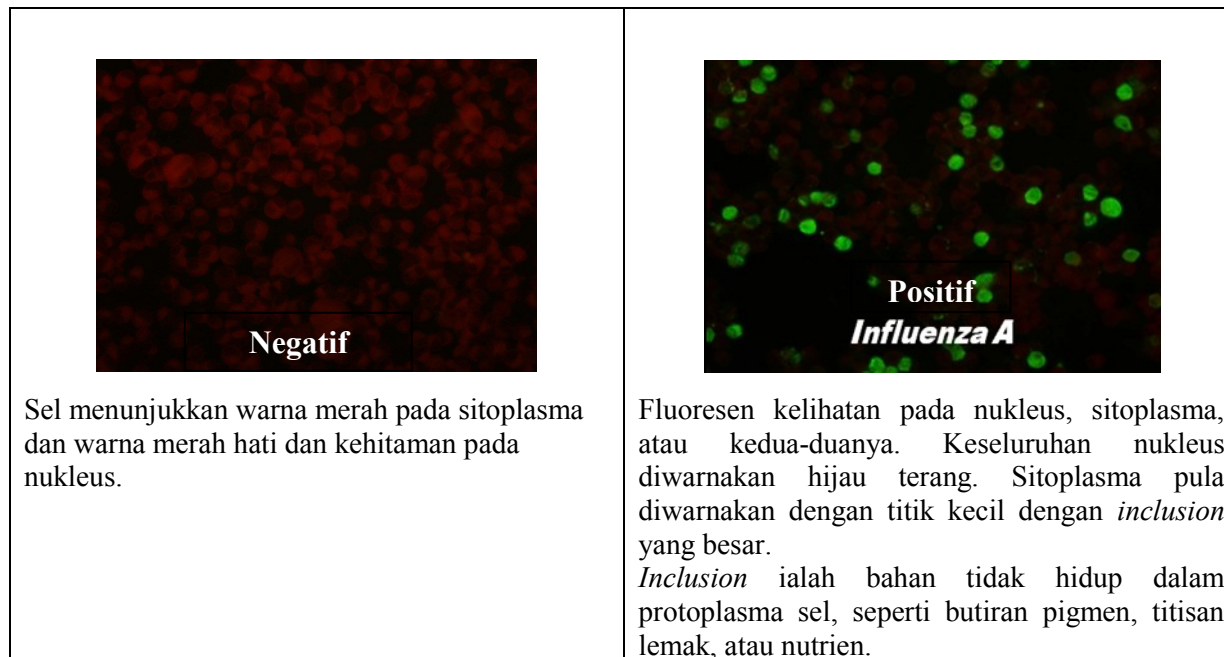 Negatif
Sel menunjukkan warna merah pada sitoplasma
dan warna merah hati dan kehitaman pada
nukleus.
Positif
Influenza A
Fluoresen kelihatan pada nukleus, sitoplasma,
atau kedua-duanya. Keseluruhan nukleus
diwarnakan hijau terang. Sitoplasma pula
diwarnakan dengan titik kecil dengan inclusion
yang besar.
Inclusion ialah bahan tidak hidup dalam
protoplasma sel, seperti butiran pigmen, titisan
lemak, atau nutrien.